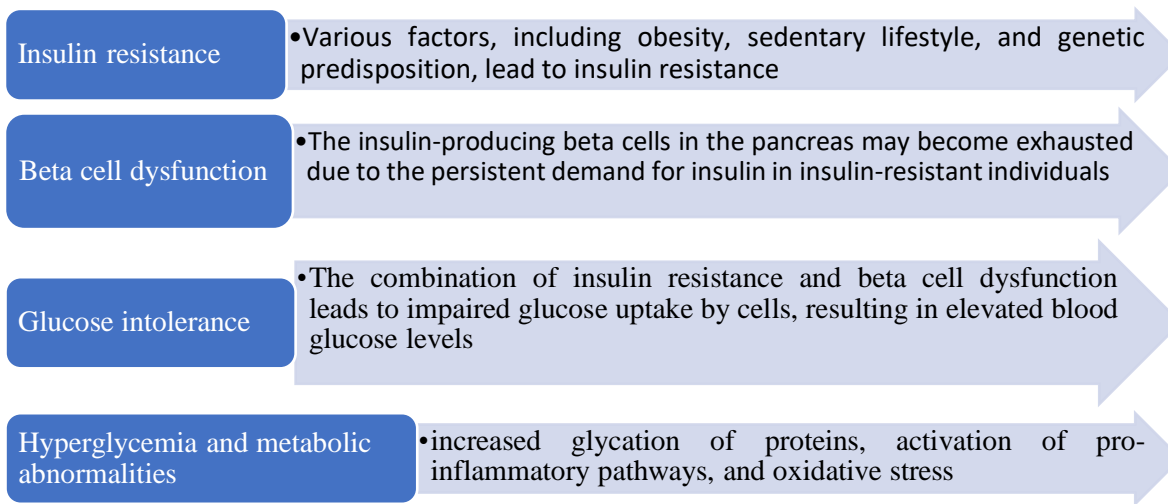 Insulin resistance
•Various factors, including obesity, sedentary lifestyle, and genetic
predisposition, lead to insulin resistance
Beta cell dysfunction
•The insulin-producing beta cells in the pancreas may become exhausted
due to the persistent demand for insulin in insulin-resistant individuals
Glucose intolerance
•The combination of insulin resistance and beta cell dysfunction
leads to impaired glucose uptake by cells, resulting in elevated blood
glucose levels
Hyperglycemia and metabolic
abnormalities
•increased glycation of proteins, activation of pro-
inflammatory pathways, and oxidative stress